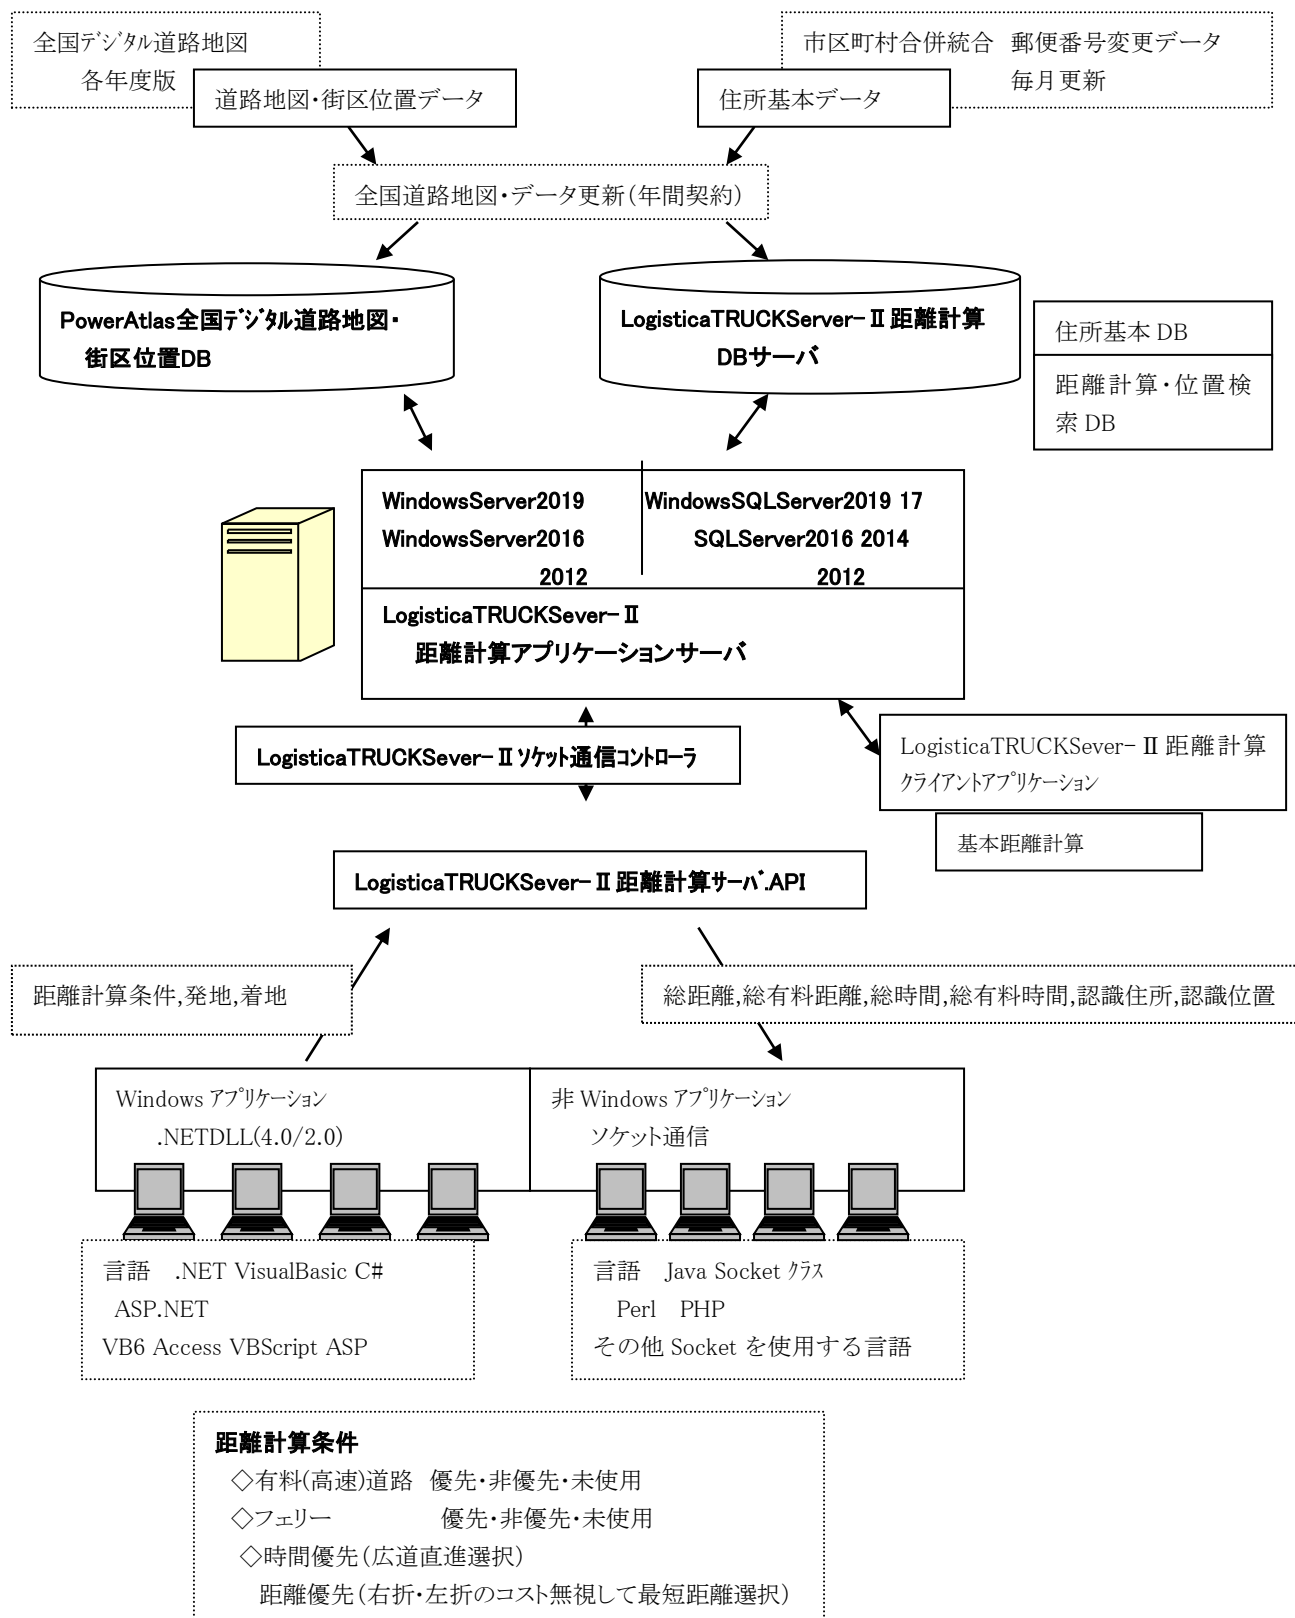 全国ﾃﾞｼﾞﾀﾙ道路地図
各年度版
道路地図・街区位置データ
市区町村合併統合　郵便番号変更データ
毎月更新
住所基本データ
全国道路地図・データ更新(年間契約)
PowerAtlas全国ﾃﾞｼﾞﾀﾙ道路地図・
街区位置DB
LogisticaTRUCKServer-Ⅱ距離計算
DBサーバ
住所基本 DB
距離計算・位置検
索 DB
WindowsServer2019
WindowsServer2016
2012
WindowsSQLServer2019 17
SQLServer2016 2014
2012
LogisticaTRUCKSever-Ⅱ
距離計算アプリケーションサーバ
LogisticaTRUCKSever-Ⅱｿｹｯﾄ通信ｺﾝﾄﾛｰﾗ
LogisticaTRUCKSever-Ⅱ距離計算
ｸﾗｲｱﾝﾄｱﾌﾟﾘｹｰｼｮﾝ
基本距離計算
LogisticaTRUCKSever-Ⅱ距離計算ｻｰﾊﾞ.API
距離計算条件,発地,着地
総距離,総有料距離,総時間,総有料時間,認識住所,認識位置
Windows ｱﾌﾟﾘｹｰｼｮﾝ
.NETDLL(4.0/2.0)
非 Windows ｱﾌﾟﾘｹｰｼｮﾝ
ソケット通信
言語　.NET VisualBasic C#
ASP.NET
VB6 Access VBScript ASP
言語　Java Socket ｸﾗｽ
Perl　PHP
その他 Socket を使用する言語
距離計算条件
◇有料(高速)道路　優先・非優先・未使用
◇フェリー　　　　優先・非優先・未使用
◇時間優先(広道直進選択)
距離優先(右折・左折のコスト無視して最短距離選択)